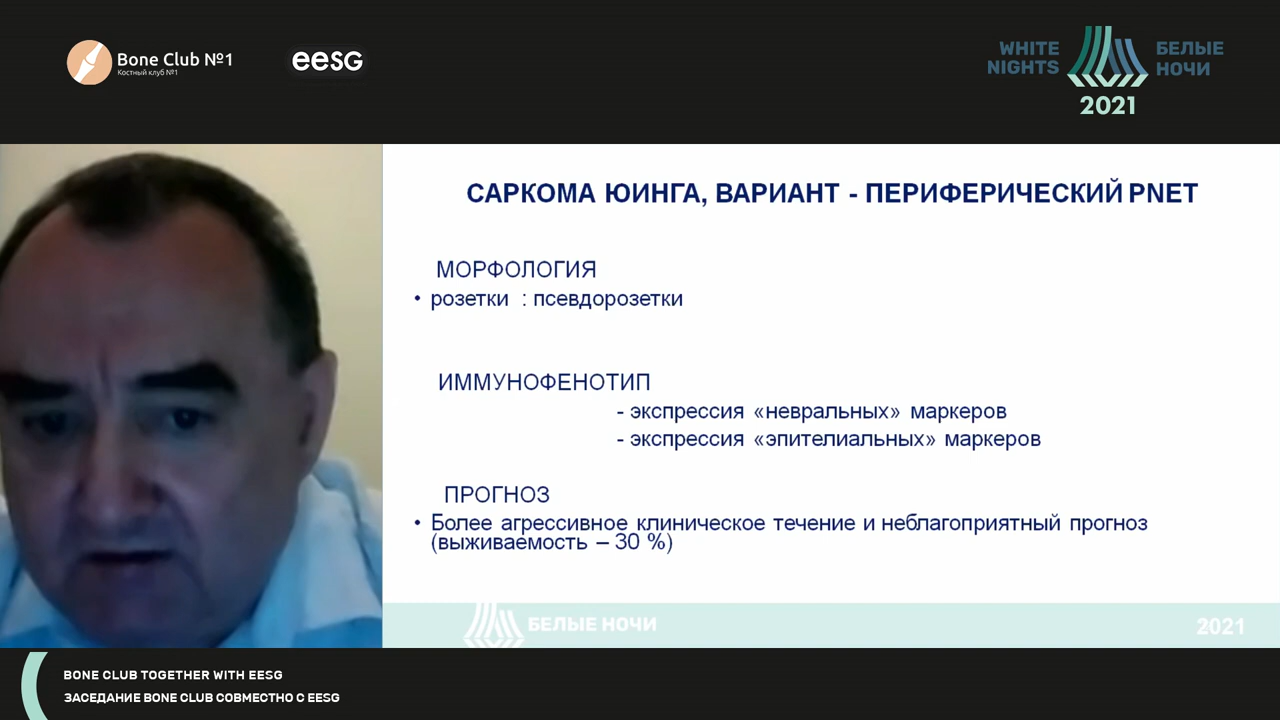 Bone Club №1
Костный клуб №1
eesg
WHITE NIGHTS
БЕЛЫЕ НОЧИ
2021
САРКОМА ЮИНГА, ВАРИАНТ - ПЕРИФЕРИЧЕСКИЙ PNET
МОРФОЛОГИЯ
• розетки : псевдорозетки
ИММУНОФЕНОТИП
- экспрессия «невральных» маркеров
- экспрессия «эпителиальных» маркеров
ПРОГНОЗ
• Более агрессивное клиническое течение и неблагоприятный прогноз
(выживаемость – 30 %)
БЕЛЫЕ НОЧИ
2021
BONE CLUB TOGETHER WITH EESG
ЗАСЕДАНИЕ BONE CLUB СОВМЕСТНО С EESG